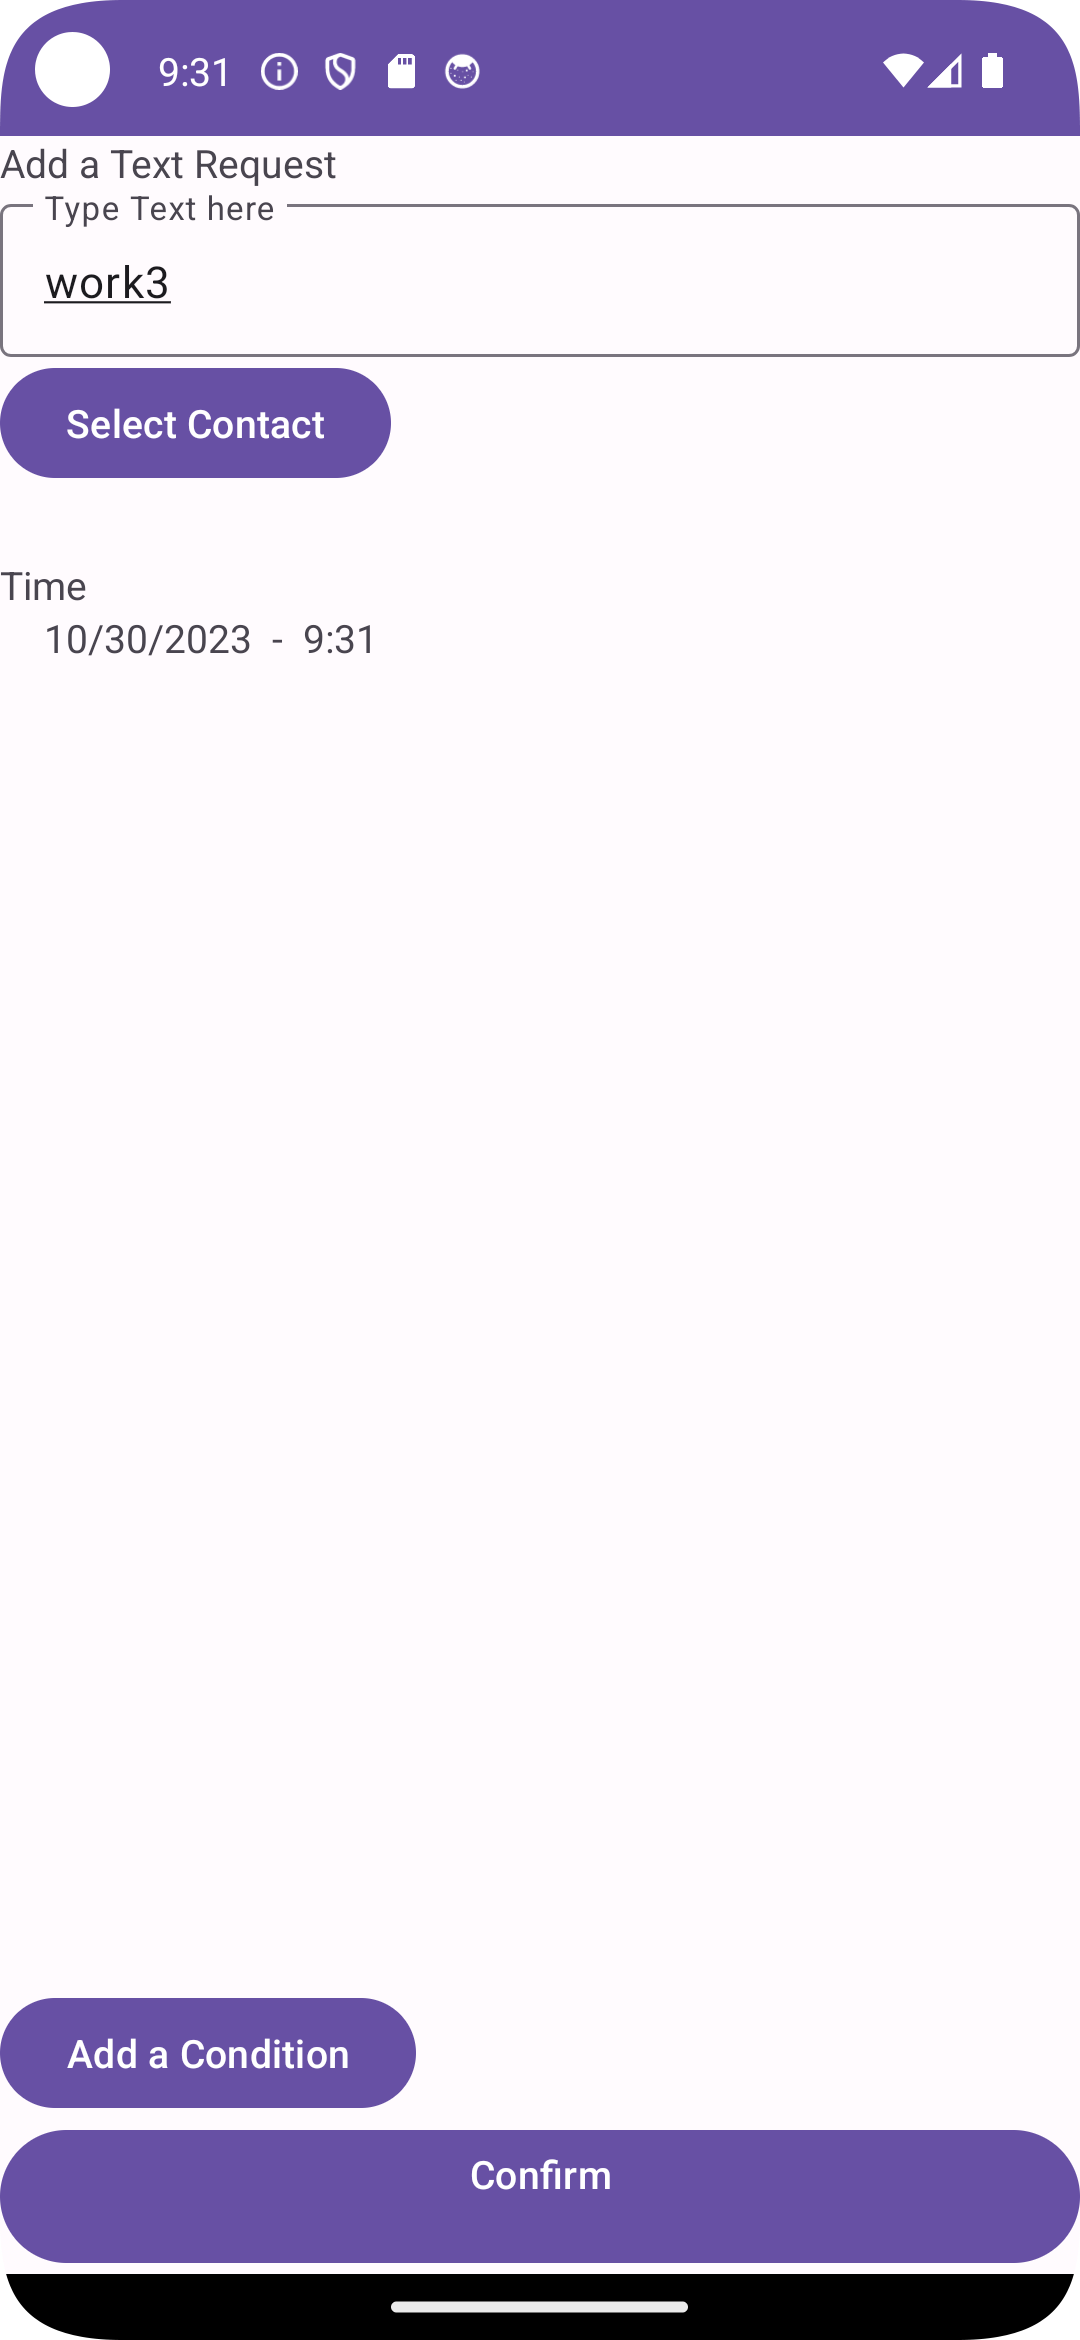 9:31
Add a Text Request
Type Text here
work3
Select Contact
Time
10/30/2023 - 9:31
Add a Condition
Confirm